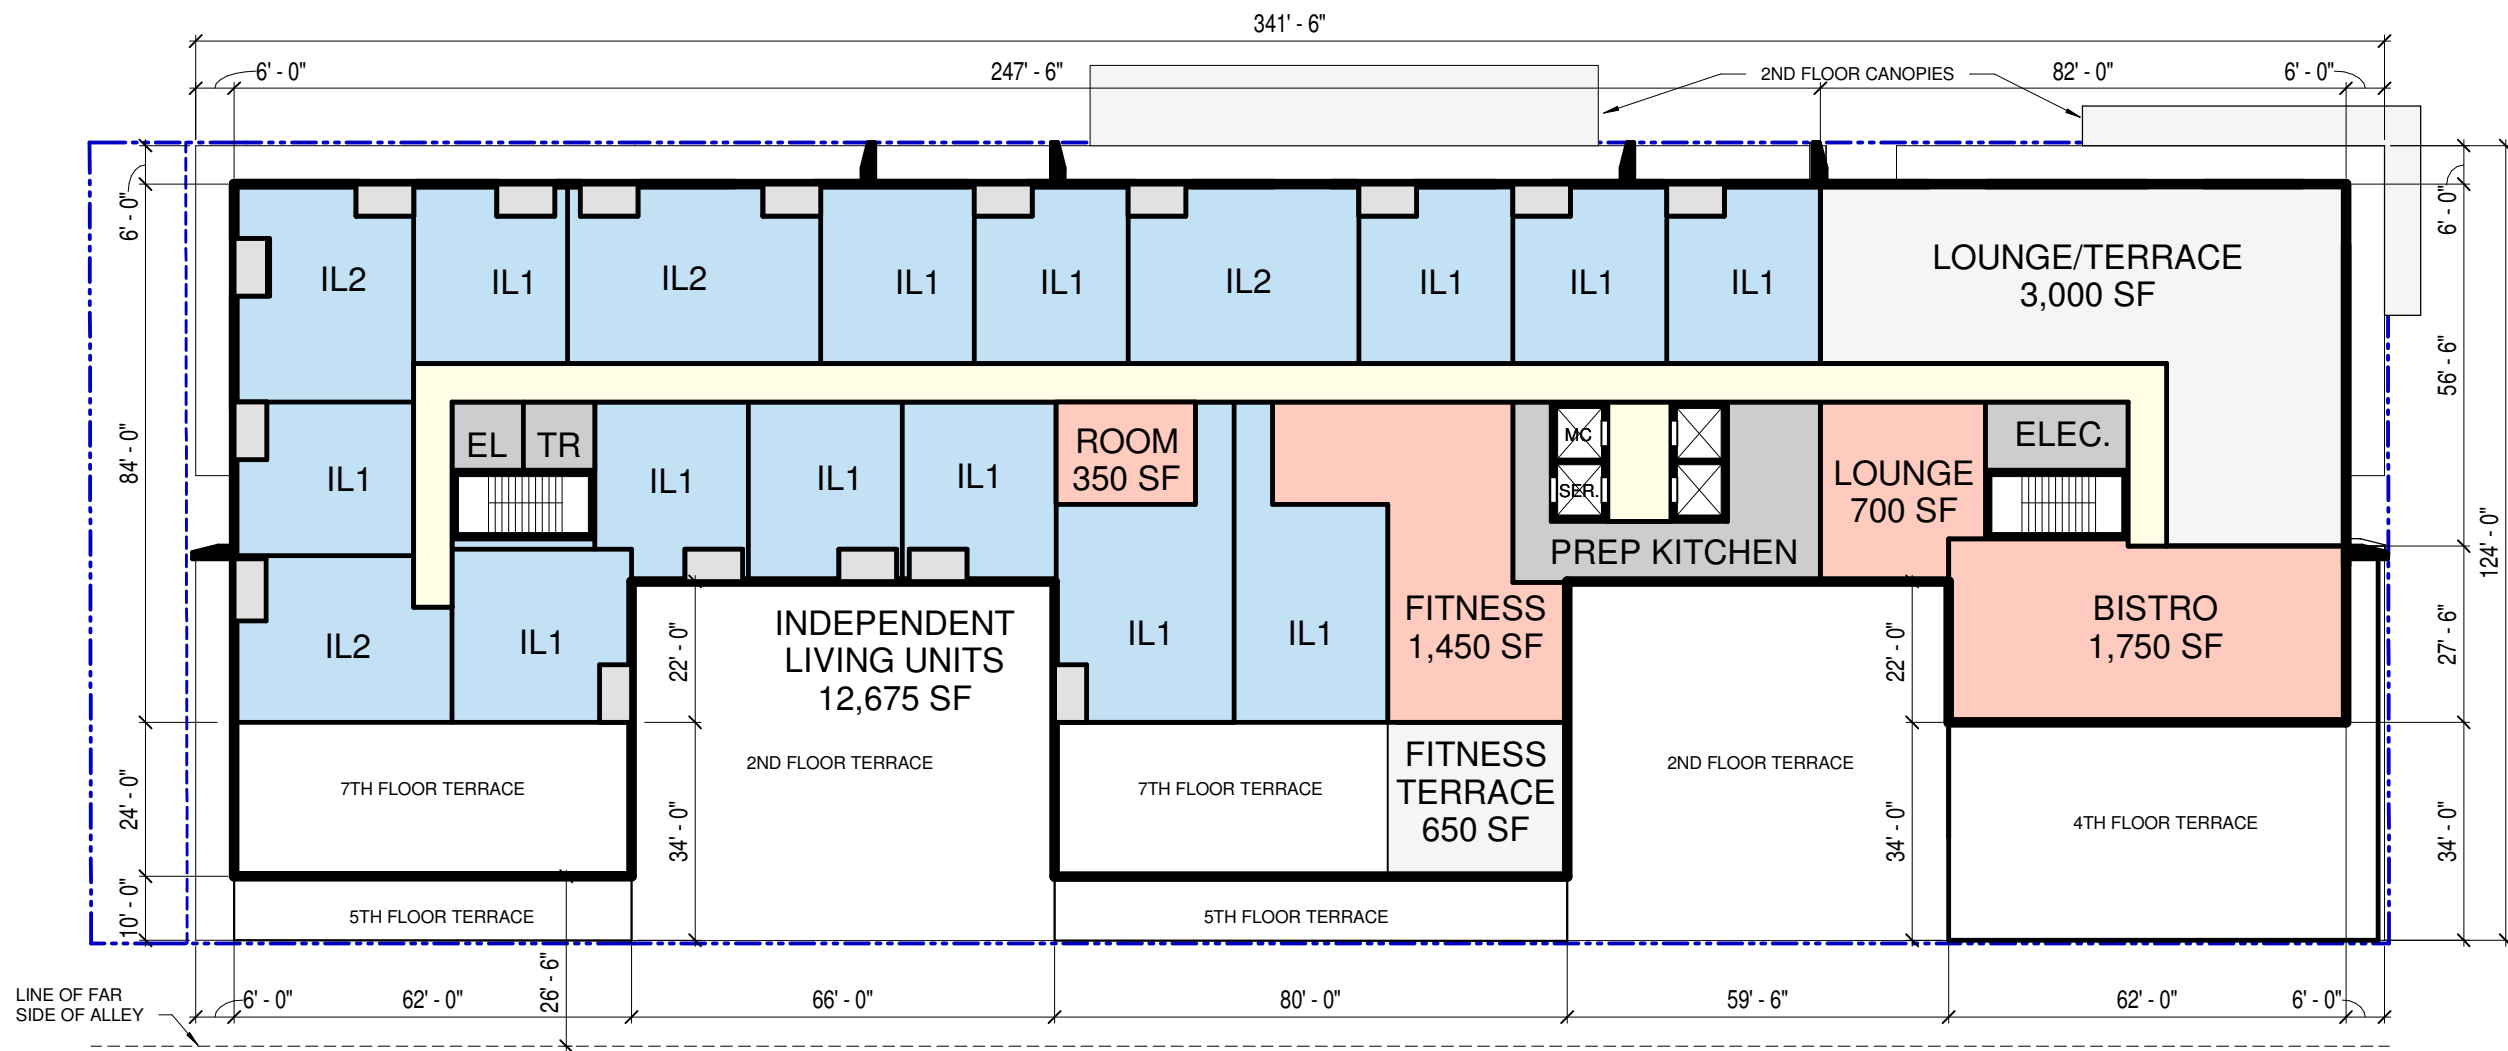 341' - 6"
6' - 0"
247' - 6"
2ND FLOOR CANOPIES
82' - 0"
6' - 0"
6' - 0"
84' - 0"
24' - 0"
10' - 0"
IL2
IL1
IL2
IL1
IL1
IL2
IL1
IL1
IL1
LOUNGE/TERRACE
3,000 SF
6' - 0"
56' - 6"
124' - 0"
27' - 6"
34' - 0"
EL
TR
IL1
IL1
IL1
IL1
ROOM
350 SF
MC
SER.
PREP KITCHEN
LOUNGE
700 SF
ELEC.
IL2
IL1
22' - 0"
INDEPENDENT
LIVING UNITS
12,675 SF
IL1
IL1
FITNESS
1,450 SF
22' - 0"
BISTRO
1,750 SF
7TH FLOOR TERRACE
34' - 0"
2ND FLOOR TERRACE
7TH FLOOR TERRACE
FITNESS
TERRACE
650 SF
2ND FLOOR TERRACE
34' - 0"
4TH FLOOR TERRACE
5TH FLOOR TERRACE
5TH FLOOR TERRACE
LINE OF FAR
SIDE OF ALLEY
6' - 0"
62' - 0"
26' - 6"
66' - 0"
80' - 0"
59' - 6"
62' - 0"
6' - 0"